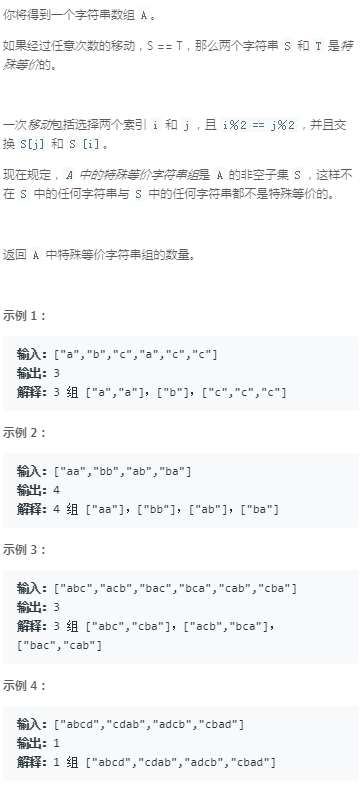 你将得到一个字符串数组 A 。
如果经过任意次数的移动，S == T，那么两个字符串 S 和 T 是特
殊等价的。
一次移动包括选择两个索引 i 和 j ，且 i％2 == j％2 ，并且交
换 S[j] 和 S [i] 。
现在规定，A 中的特殊等价字符串组是 A 的非空子集 S ，这样不
在 S 中的任何字符串与 S 中的任何字符串都不是特殊等价的。
返回 A 中特殊等价字符串组的数量。
示例 1：
输入：["a","b","c","a","c","c"]
输出：3
解释：3 组 ["a","a"]，["b"]，["c","c","c"]
示例 2：
输入：["aa","bb","ab","ba"]
输出：4
解释：4 组 ["aa"]，["bb"]，["ab"]，["ba"]
示例 3：
输入：["abc","acb","bac","bca","cab","cba"]
输出：3
解释：3 组 ["abc","cba"]，["acb","bca"]，
["bac","cab"]
示例 4：
输入：["abcd","cdab","adcb","cbad"]
输出：1
解释：1 组 ["abcd","cdab","adcb","cbad"]